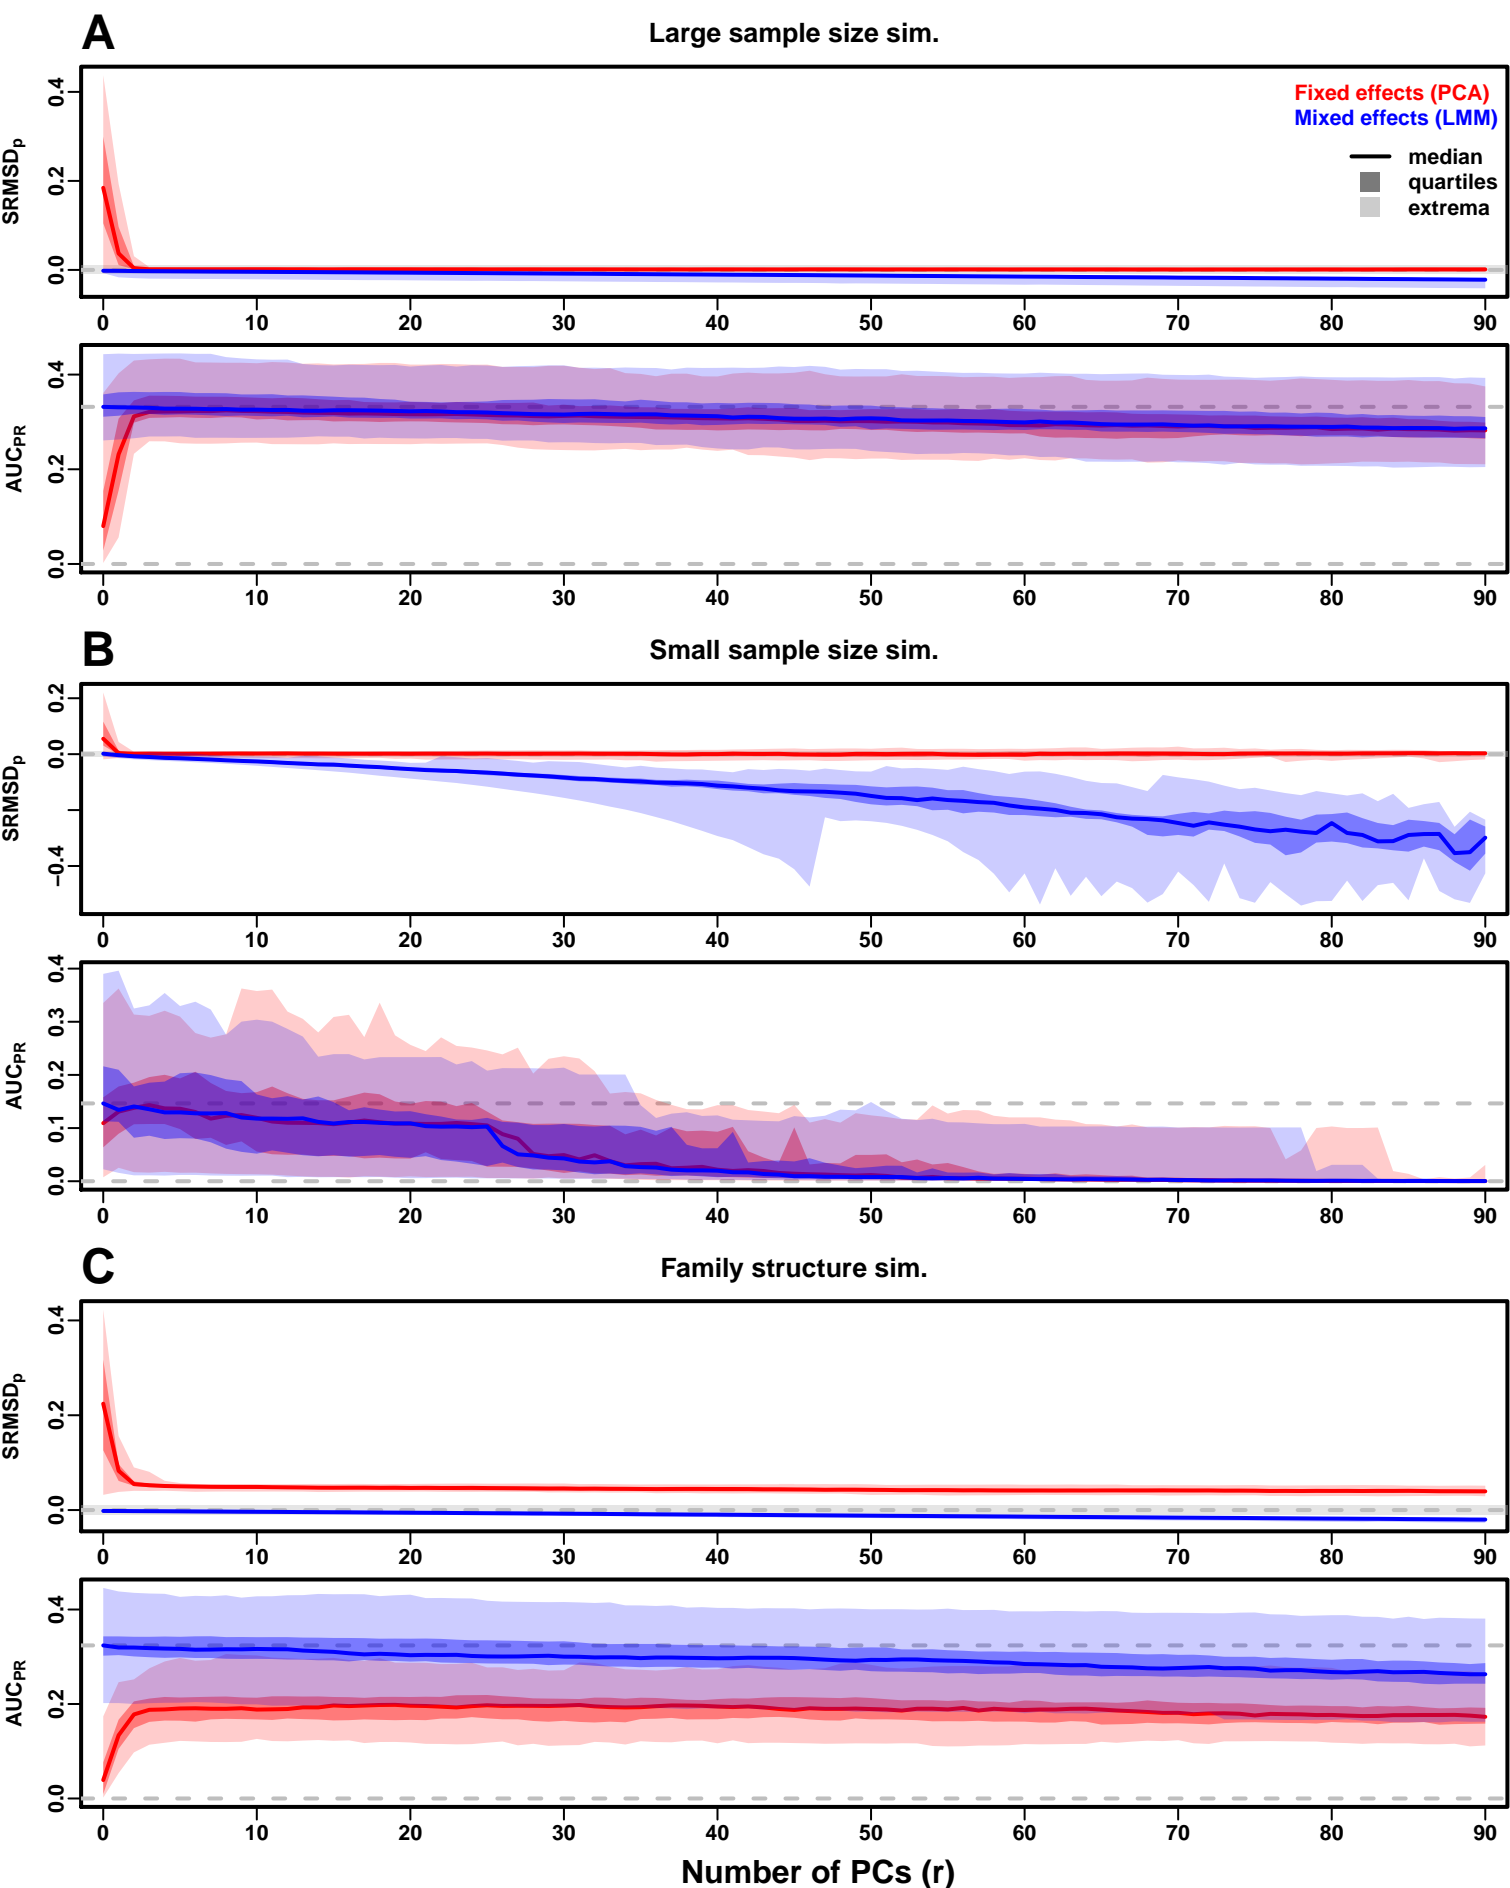 A
Large sample size sim.
SRMSDp
0.0 0.2 0.4
Fixed effects (PCA)
Mixed effects (LMM)
median
quartiles
extrema
0 10 20 30 40 50 60 70 80 90
AUCPR
0.0 0.2 0.4
0 10 20 30 40 50 60 70 80 90
B
Small sample size sim.
SRMSDp
−0.4 0.0 0.2
0 10 20 30 40 50 60 70 80 90
AUCPR
0.0 0.1 0.2 0.3 0.4
0 10 20 30 40 50 60 70 80 90
C
Family structure sim.
SRMSDp
0.0 0.2 0.4
0 10 20 30 40 50 60 70 80 90
AUCPR
0.0 0.2 0.4
0 10 20 30 40 50 60 70 80 90
Number of PCs (r)